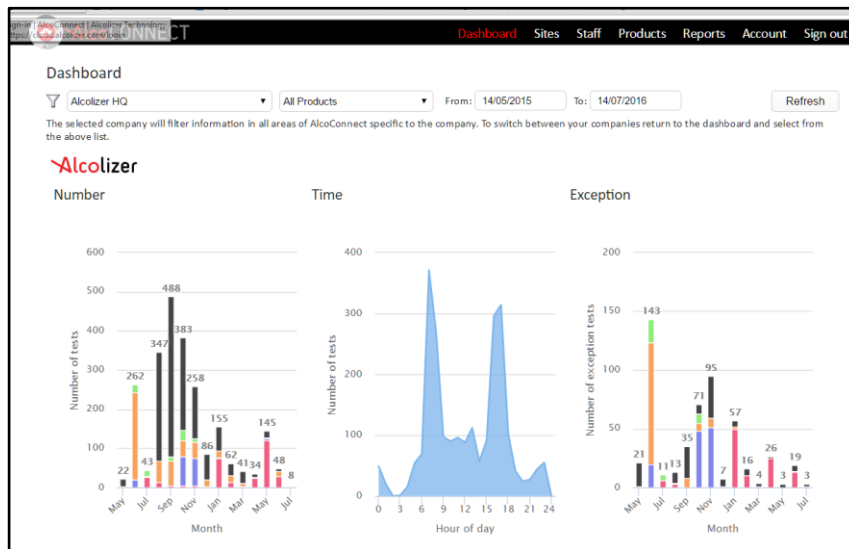 sign-in | AlcoConnect | Alcolizer Technology
https://cloud.alcolizer.com/login
CONNECT
Dashboard Sites Staff Products Reports Account Sign out
Dashboard
Alcolizer HQ All Products From: 14/05/2015 To: 14/07/2016 Refresh
The selected company will filter information in all areas of AlcoConnect specific to the company. To switch between your companies return to the dashboard and select from
the above list.
Alcolizer
Number
600
500
400
300
200
100
0
Number of tests
22
262
43
347
488
383
258
86
155
62
41
34
145
48
8
May
Jul
Sep
Nov
Jan
Mar
May
Jul
Month
Time
400
300
200
100
0
Number of tests
0 3 6 9 12 15 18 21 24
Hour of day
Exception
200
150
100
50
0
Number of exception tests
21
143
11
13
35
71
95
7
57
16
4
26
3
19
3
May
Jul
Sep
Nov
Jan
Mar
May
Jul
Month